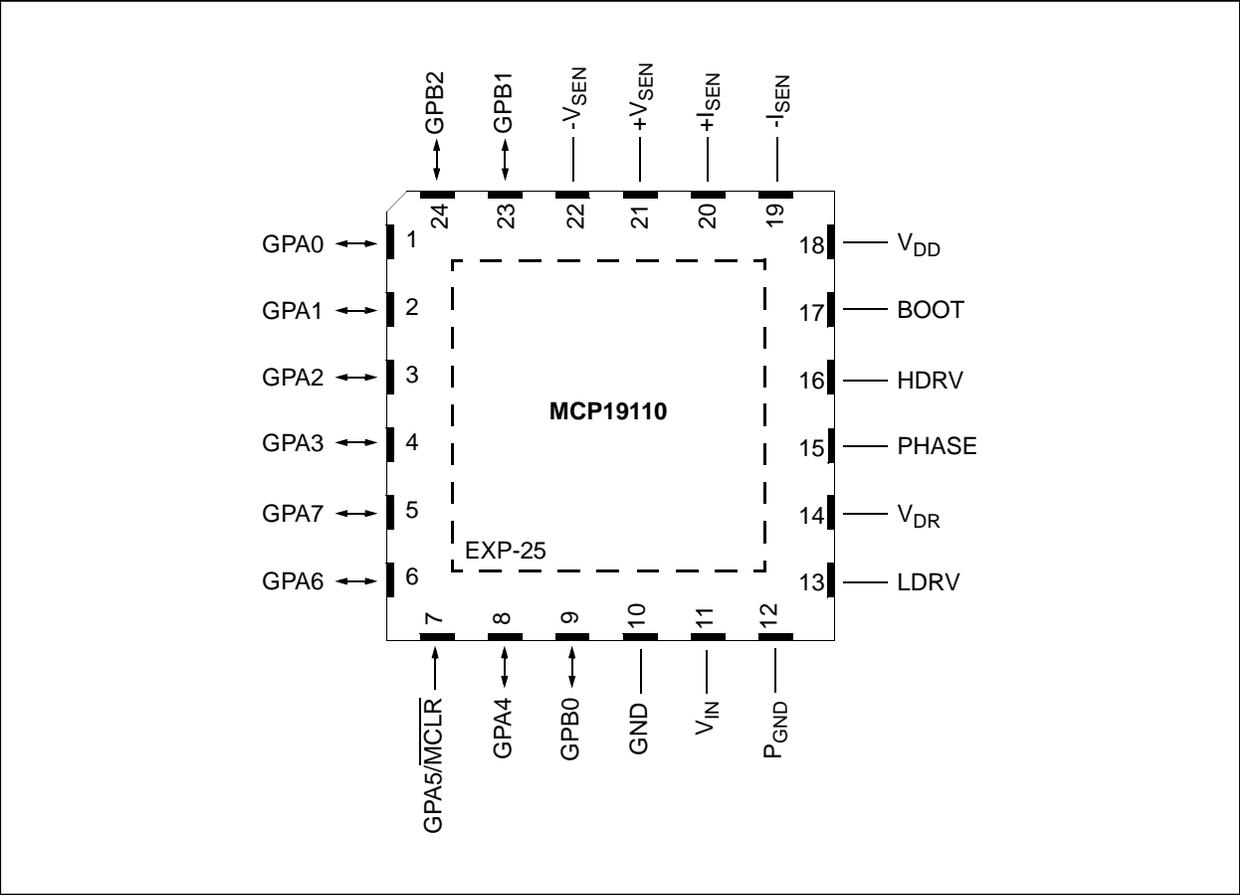 GPB2
GPB1
-VSEN
+VSEN
+ISEN
-ISEN
24
23
22
21
20
19
GPA0
1
18
VDD
GPA1
2
17
BOOT
GPA2
3
16
HDRV
MCP19110
GPA3
4
15
PHASE
GPA7
5
14
VDR
EXP-25
GPA6
6
13
LDRV
7
8
9
10
11
12
GPA5/MCLR
GPA4
GPB0
GND
VIN
PGND